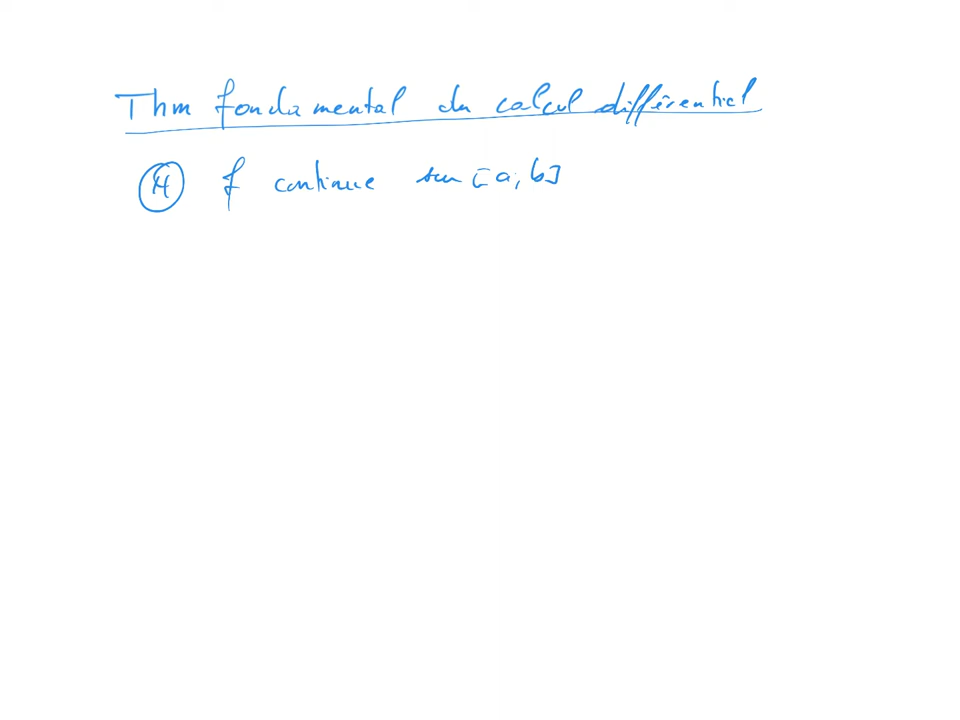 Thm fondamental du calcul différentiel
H f continue sur [a; b]